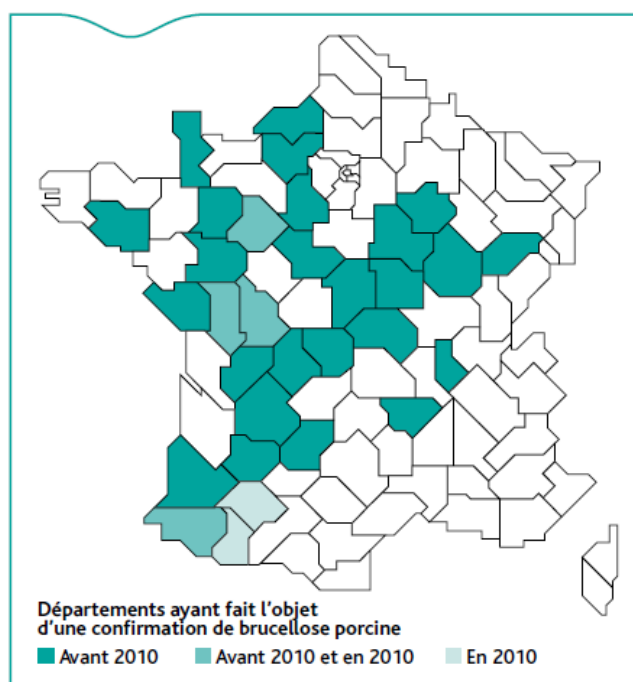 Départements ayant fait l'objet
d'une confirmation de brucellose porcine
Avant 2010 Avant 2010 et en 2010 En 2010